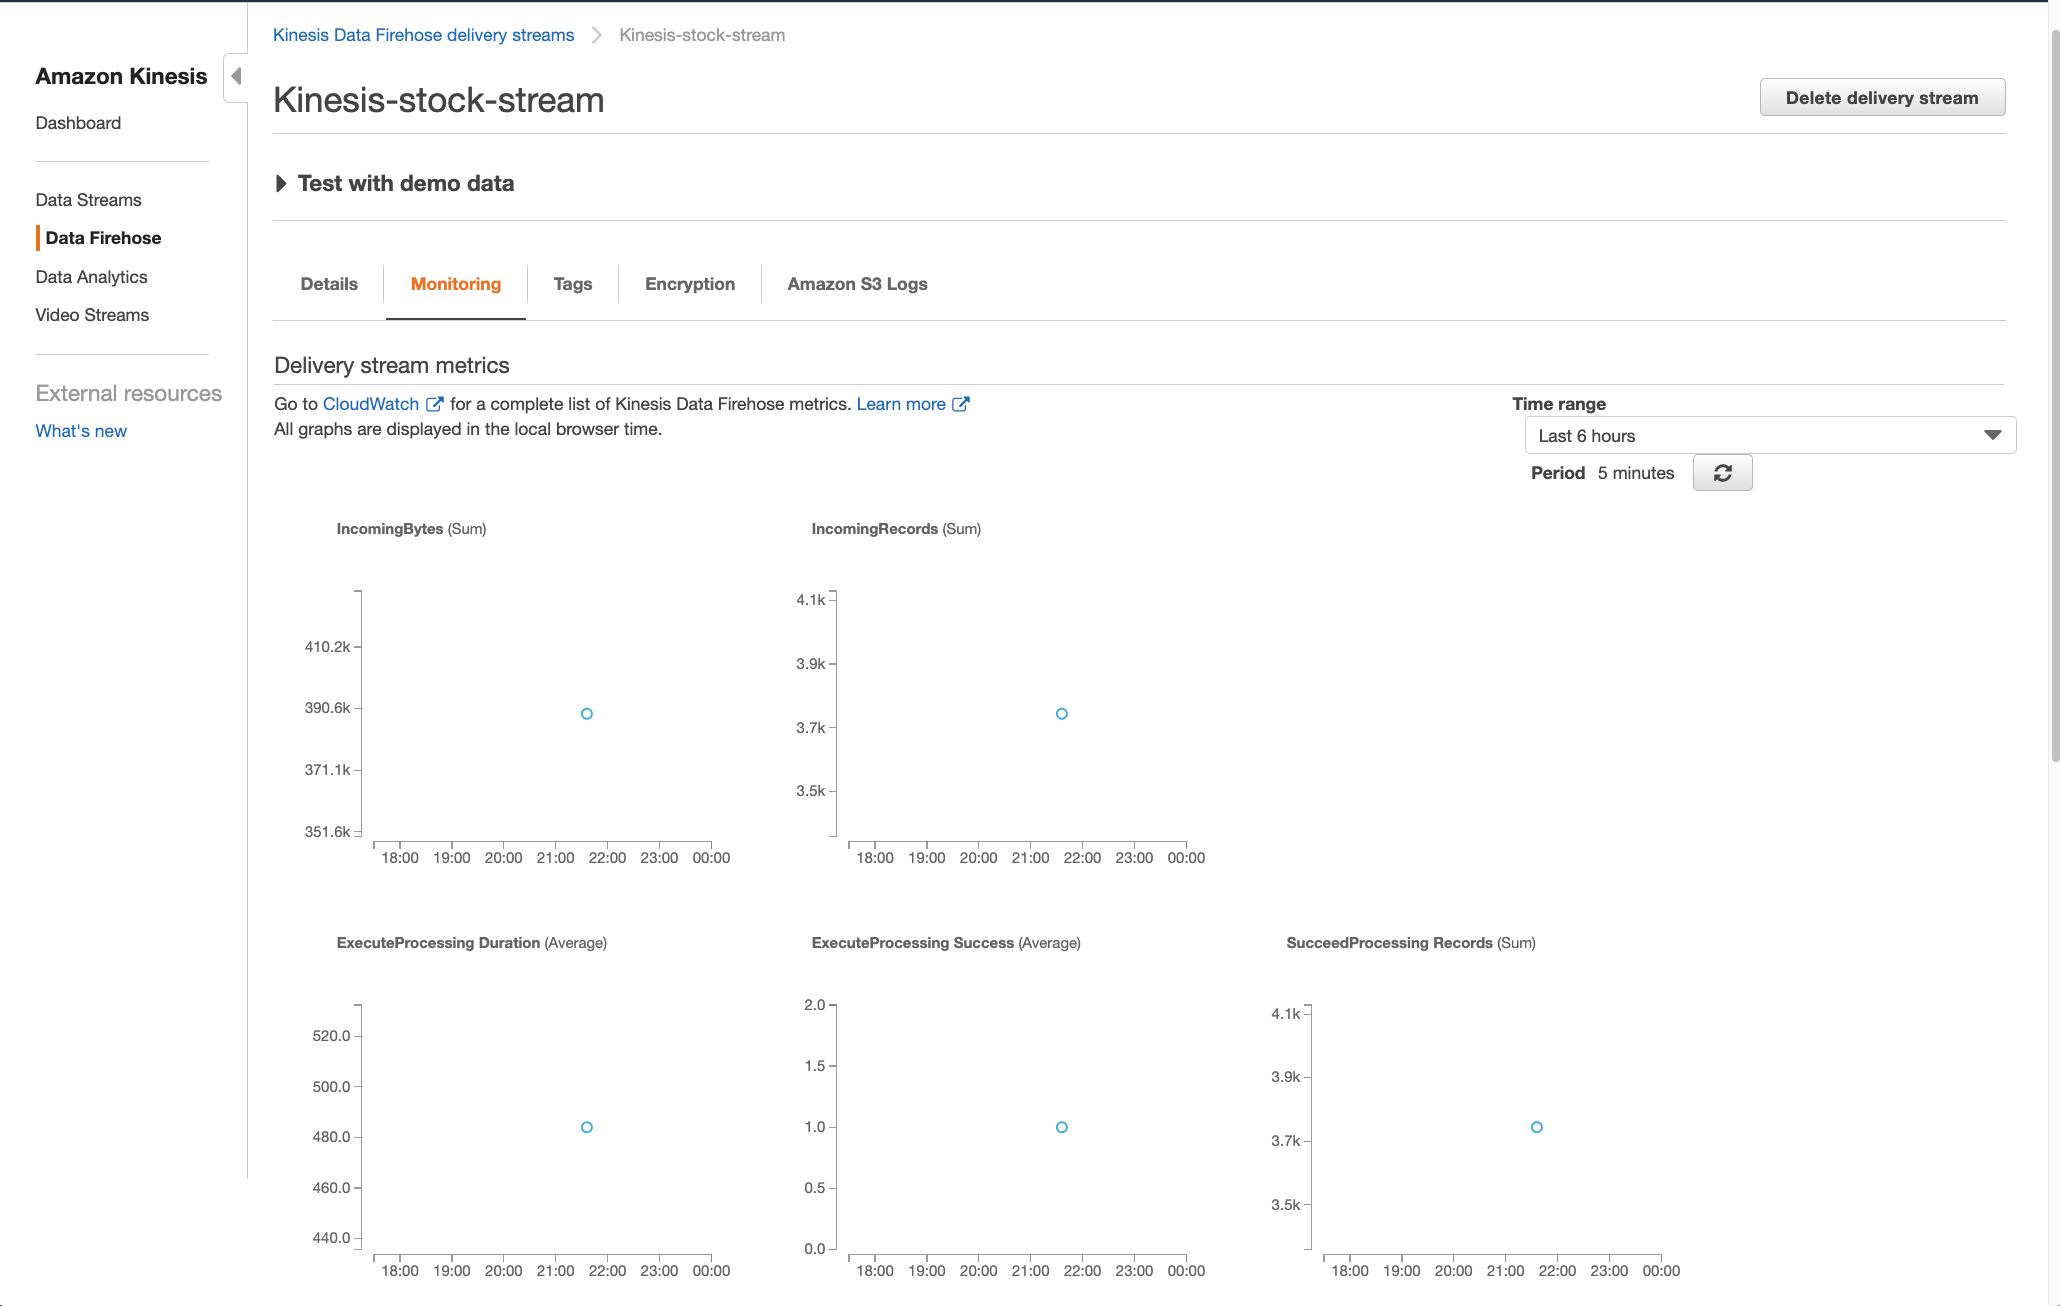 Kinesis Data Firehose delivery streams > Kinesis-stock-stream
Amazon Kinesis
Dashboard
Data Streams
Data Firehose
Data Analytics
Video Streams
External resources
What's new
Kinesis-stock-stream
Delete delivery stream
Test with demo data
Details
Monitoring
Tags
Encryption
Amazon S3 Logs
Delivery stream metrics
Go to CloudWatch for a complete list of Kinesis Data Firehose metrics. Learn more
All graphs are displayed in the local browser time.
Time range
Last 6 hours
Period 5 minutes
IncomingBytes (Sum)
410.2k
390.6k
371.1k
351.6k
18:00 19:00 20:00 21:00 22:00 23:00 00:00
IncomingRecords (Sum)
4.1k
3.9k
3.7k
3.5k
18:00 19:00 20:00 21:00 22:00 23:00 00:00
ExecuteProcessing Duration (Average)
520.0
500.0
480.0
460.0
440.0
18:00 19:00 20:00 21:00 22:00 23:00 00:00
ExecuteProcessing Success (Average)
2.0
1.5
1.0
0.5
0.0
18:00 19:00 20:00 21:00 22:00 23:00 00:00
SucceedProcessing Records (Sum)
4.1k
3.9k
3.7k
3.5k
18:00 19:00 20:00 21:00 22:00 23:00 00:00